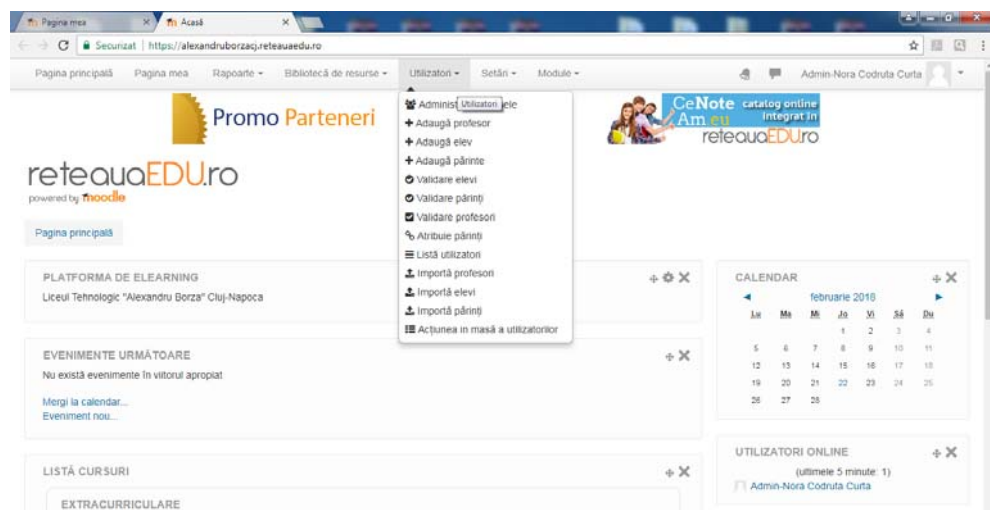 Pagina mea
Acasă
Securizat | https://alexandruborzacj.reteauaedu.ro
Pagina principală Pagina mea Rapoarte Bibliotecă de resurse Utilizatori Setări Module Admin-Nora Codruta Curta
Promo Parteneri
CeNote catalog online
Am.eu integrat in
reteauaEDU.ro
reteauaEDU.ro
powered by moodle
Pagina principală
Utilizatori
Adaugă profesor
Adaugă elev
Adaugă părinte
Validare elevi
Validare părinți
Validare profesori
Atribuie părinți
Listă utilizatori
Importă profesori
Importă elevi
Importă părinți
Acțiunea in masă a utilizatorilor
PLATFORMA DE ELEARNING
Liceul Tehnologic "Alexandru Borza" Cluj-Napoca
EVENIMENTE URMĂTOARE
Nu există evenimente în viitorul apropiat
Mergi la calendar...
Eveniment nou...
LISTĂ CURSURI
EXTRACURRICULARE
CALENDAR
februarie 2018
Lu Ma Mi Jo Vi Sâ Du
1 2 3 4
5 6 7 8 9 10 11
12 13 14 15 16 17 18
19 20 21 22 23 24 25
26 27 28
UTILIZATORI ONLINE
(ultimele 5 minute: 1)
Admin-Nora Codruta Curta